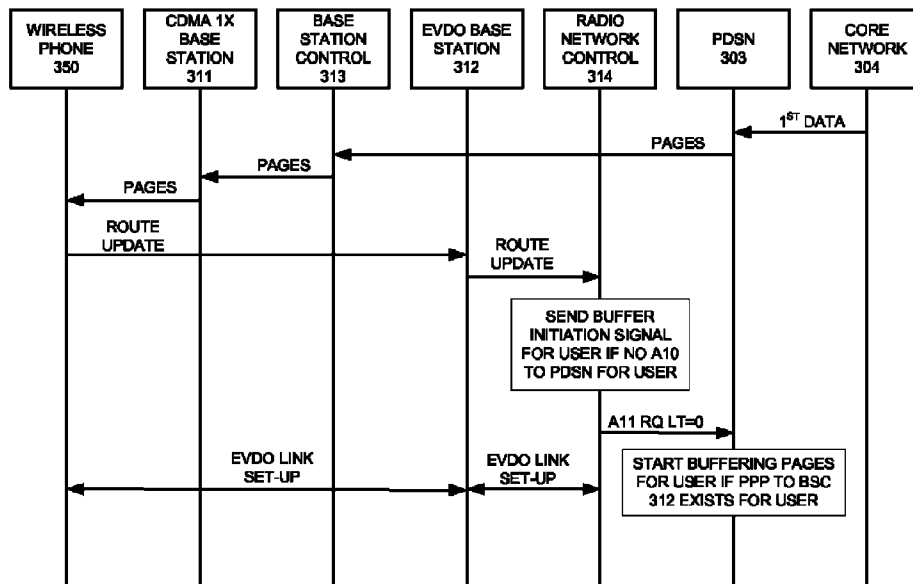 WIRELESS
PHONE
350
CDMA 1X
BASE
STATION
311
BASE
STATION
CONTROL
313
EVDO BASE
STATION
312
RADIO
NETWORK
CONTROL
314
PDSN
303
CORE
NETWORK
304
1ST DATA
PAGES
PAGES
PAGES
ROUTE
UPDATE
ROUTE
UPDATE
SEND BUFFER
INITIATION SIGNAL
FOR USER IF NO A10
TO PDSN FOR USER
A11 RQ LT=0
EVDO LINK
SET-UP
EVDO LINK
SET-UP
START BUFFERING PAGES
FOR USER IF PPP TO BSC
312 EXISTS FOR USER